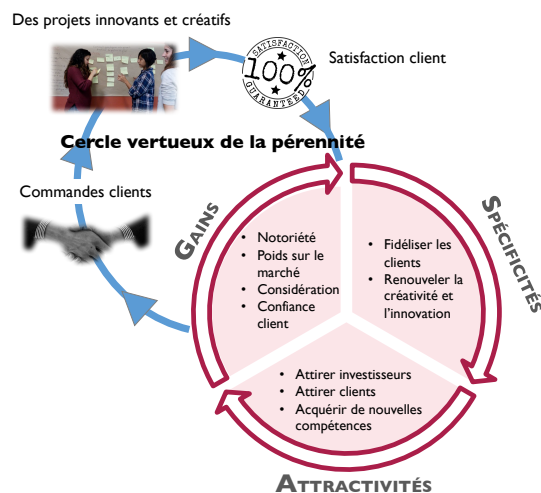 Des projets innovants et créatifs
SATISFACTION
100%
GUARANTEED
Satisfaction client
Cercle vertueux de la pérennité
Commandes clients
GAINS
• Notoriété
• Poids sur le
marché
• Considération
• Confiance
client
SPÉCIFICITÉS
• Fidéliser les
clients
• Renouveler la
créativité et
l'innovation
• Attirer investisseurs
• Attirer clients
• Acquérir de nouvelles
compétences
ATTRACTIVITÉS